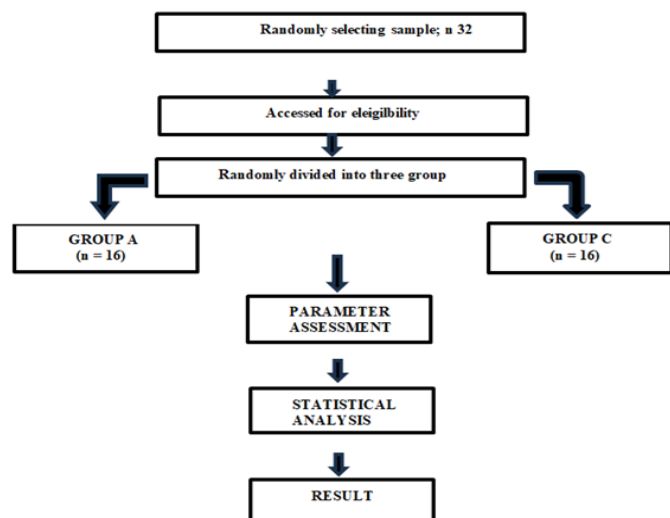 Randomly selecting sample; n 32
Accessed for eleigilbility
Randomly divided into three group
GROUP A
(n = 16)
GROUP C
(n = 16)
PARAMETER
ASSESSMENT
STATISTICAL
ANALYSIS
RESULT